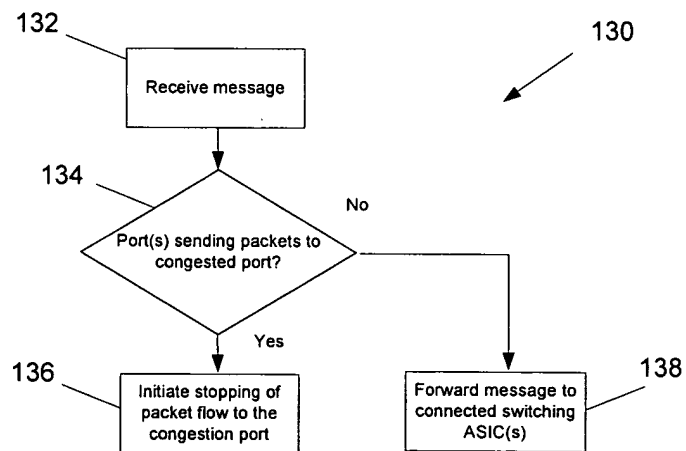 132
130
Receive message
134
No
Port(s) sending packets to
congested port?
Yes
136
Initiate stopping of
packet flow to the
congestion port
138
Forward message to
connected switching
ASIC(s)